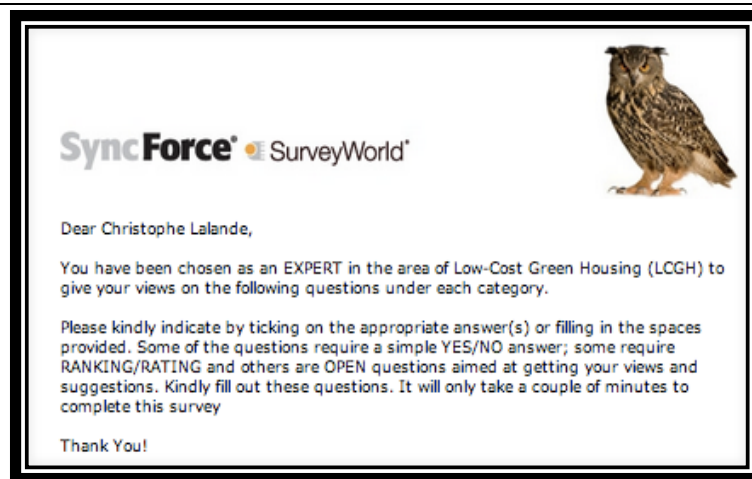 SyncForce® SurveyWorld®
Dear Christophe Lalande,
You have been chosen as an EXPERT in the area of Low-Cost Green Housing (LCGH) to
give your views on the following questions under each category.
Please kindly indicate by ticking on the appropriate answer(s) or filling in the spaces
provided. Some of the questions require a simple YES/NO answer; some require
RANKING/RATING and others are OPEN questions aimed at getting your views and
suggestions. Kindly fill out these questions. It will only take a couple of minutes to
complete this survey
Thank You!